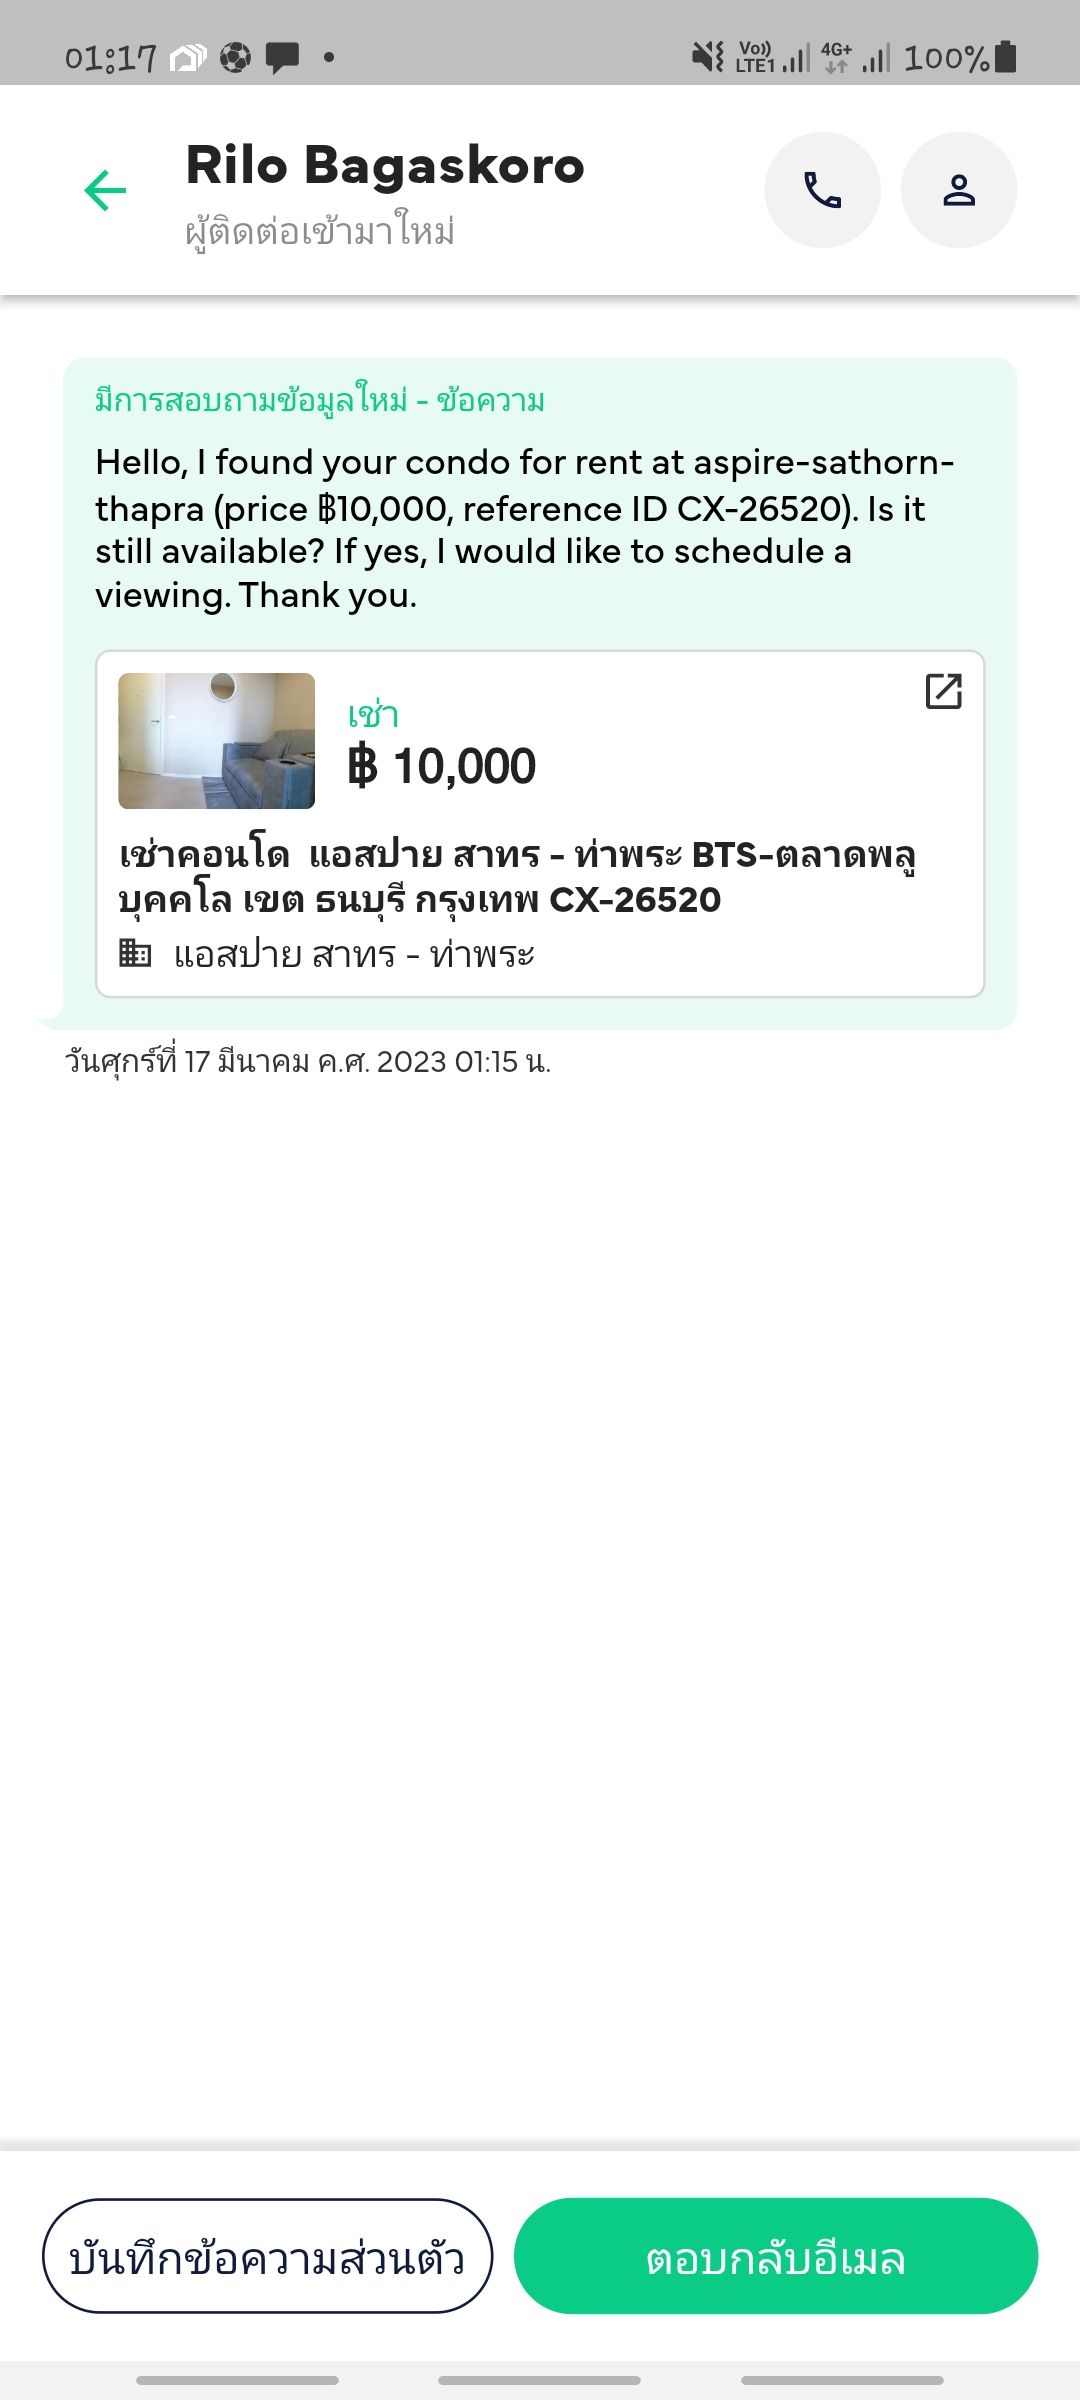 01:17
Vo)) LTE1 4G+ 100%
Rilo Bagaskoro
ผู้ติดต่อเข้ามาใหม่
มีการสอบถามข้อมูลใหม่ - ข้อความ
Hello, I found your condo for rent at aspire-sathorn-
thapra (price ฿10,000, reference ID CX-26520). Is it
still available? If yes, I would like to schedule a
viewing. Thank you.
เช่า
฿ 10,000
เช่าคอนโด แอสปาย สาทร - ท่าพระ BTS-ตลาดพลู
บุคคโล เขต ธนบุรี กรุงเทพ CX-26520
แอสปาย สาทร - ท่าพระ
วันศุกร์ที่ 17 มีนาคม ค.ศ. 2023 01:15 น.
บันทึกข้อความส่วนตัว
ตอบกลับอีเมล